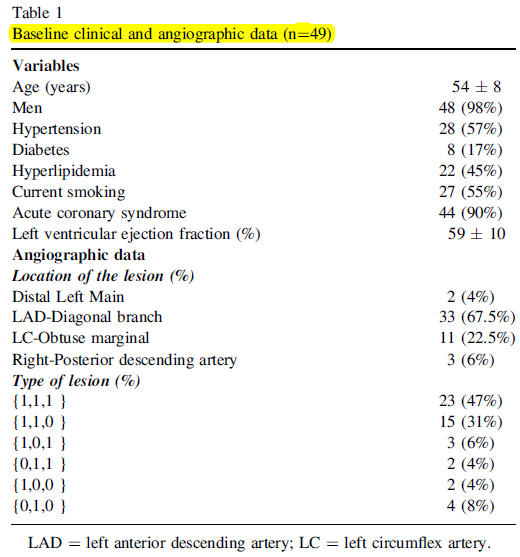 Table 1
Baseline clinical and angiographic data (n=49)
Variables
Age (years) 54 ± 8
Men 48 (98%)
Hypertension 28 (57%)
Diabetes 8 (17%)
Hyperlipidemia 22 (45%)
Current smoking 27 (55%)
Acute coronary syndrome 44 (90%)
Left ventricular ejection fraction (%) 59 ± 10
Angiographic data
Location of the lesion (%)
Distal Left Main 2 (4%)
LAD-Diagonal branch 33 (67.5%)
LC-Obtuse marginal 11 (22.5%)
Right-Posterior descending artery 3 (6%)
Type of lesion (%)
{1,1,1 } 23 (47%)
{1,1,0 } 15 (31%)
{1,0,1 } 3 (6%)
{0,1,1 } 2 (4%)
{1,0,0 } 2 (4%)
{0,1,0 } 4 (8%)
LAD = left anterior descending artery; LC = left circumflex artery.